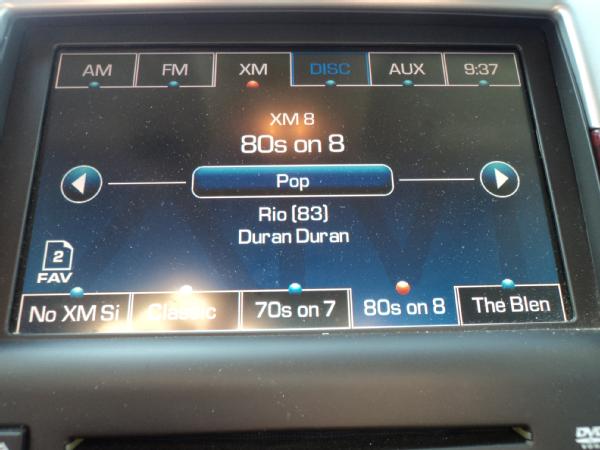 AM FM XM DISC AUX 9:37
XM 8
80s on 8
Pop
Rio (83)
Duran Duran
2
FAV
No XM Si Classic 70s on 7 80s on 8 The Blen
DVD